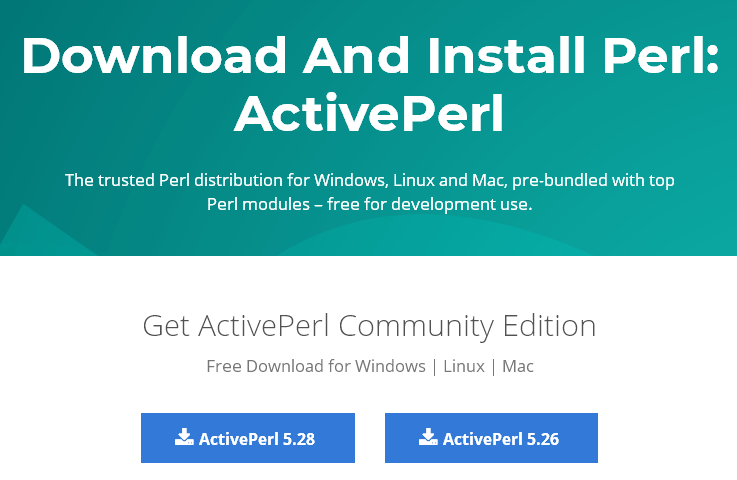 Download And Install Perl:
ActivePerl
The trusted Perl distribution for Windows, Linux and Mac, pre-bundled with top
Perl modules – free for development use.
Get ActivePerl Community Edition
Free Download for Windows | Linux | Mac
ActivePerl 5.28
ActivePerl 5.26